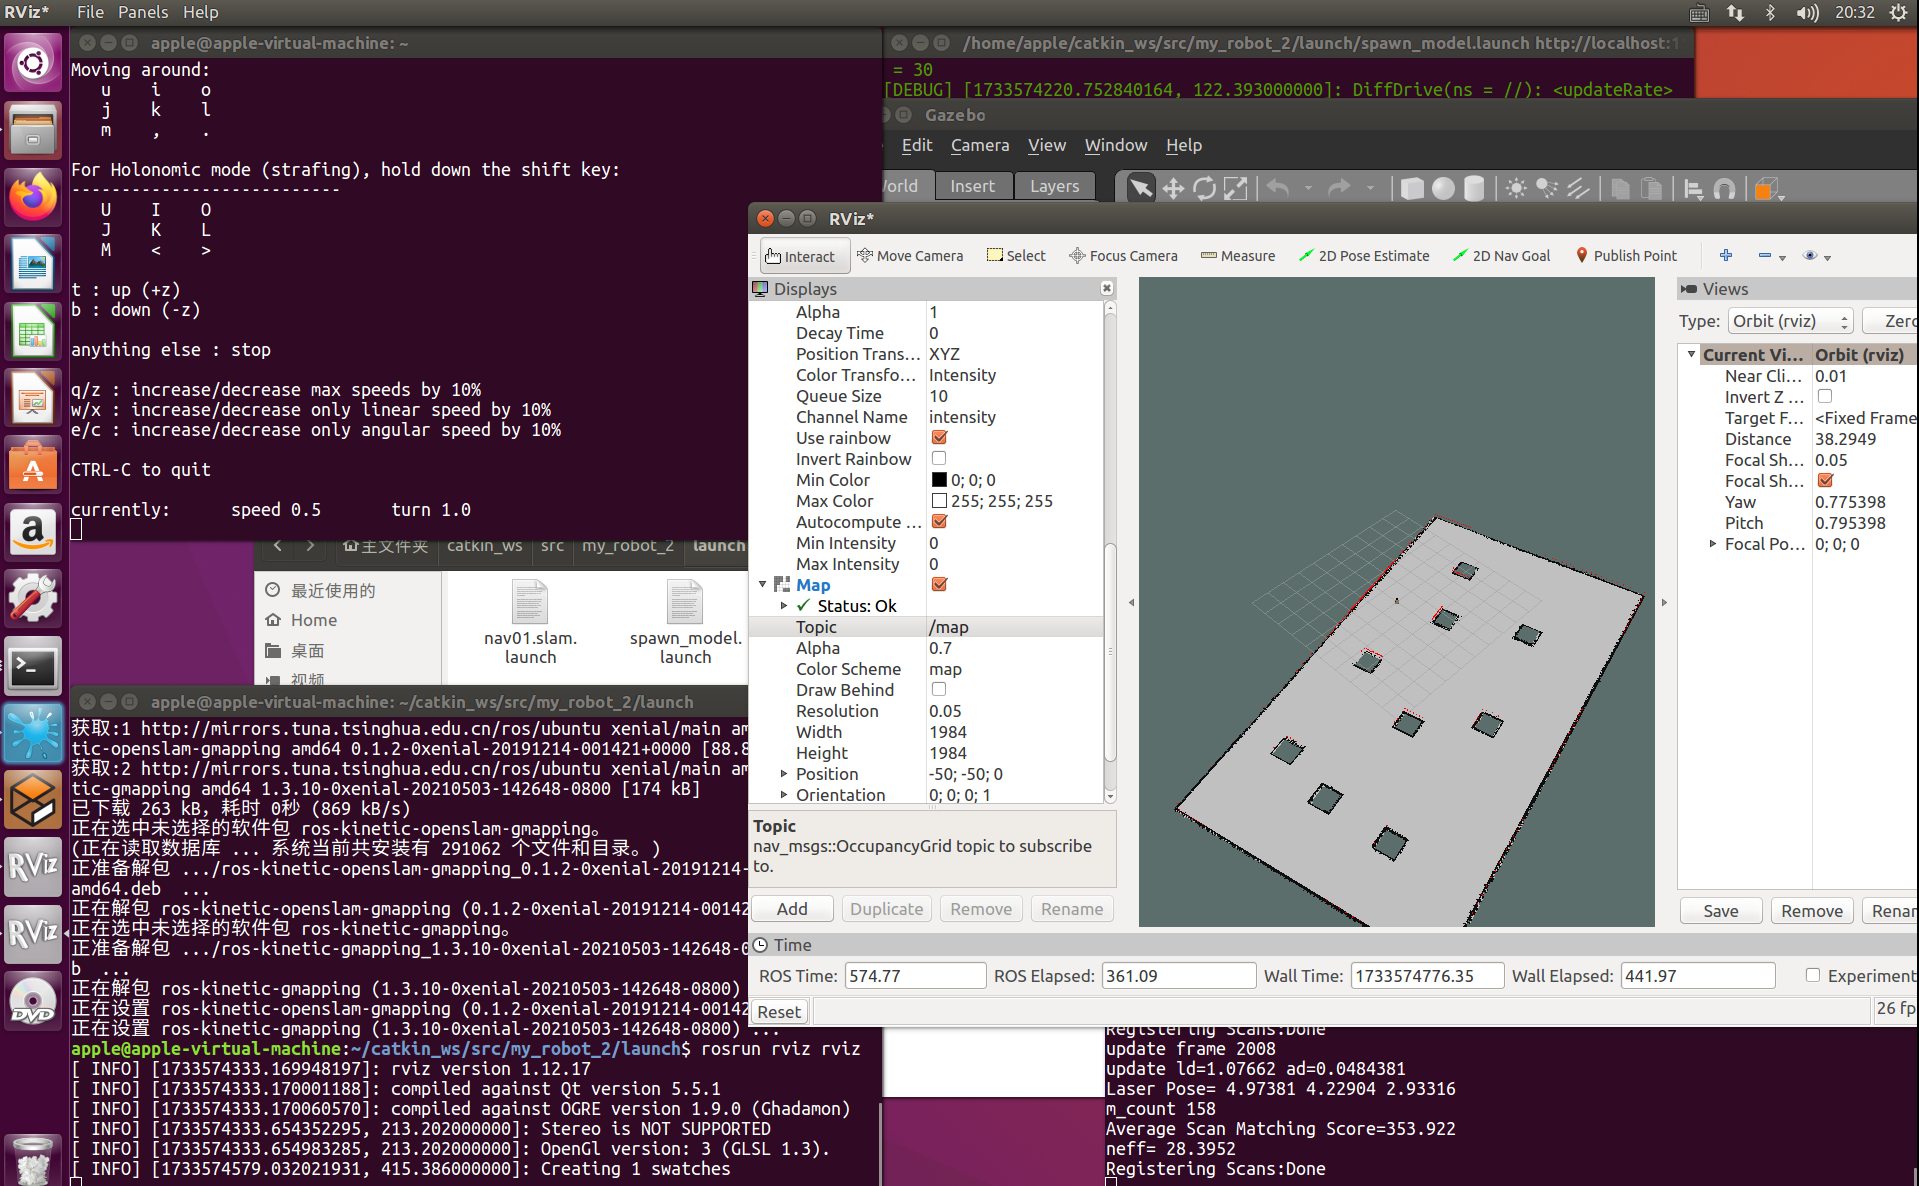 RViz* File Panels Help 20:32
apple@apple-virtual-machine: ~
Moving around:
u i o
j k l
m , .
For Holonomic mode (strafing), hold down the shift key:
---------------------------
U I O
J K L
M < >
t : up (+z)
b : down (-z)
anything else : stop
q/z : increase/decrease max speeds by 10%
w/x : increase/decrease only linear speed by 10%
e/c : increase/decrease only angular speed by 10%
CTRL-C to quit
currently: speed 0.5 turn 1.0
/home/apple/catkin_ws/src/my_robot_2/launch/spawn_model.launch http://localhost:1
= 30
[DEBUG] [1733574220.752840164, 122.393000000]: DiffDrive(ns = //): <updateRate>
Gazebo
Edit Camera View Window Help
orld Insert Layers
主文件夹 catkin_ws src my_robot_2 launch
最近使用的
Home
桌面
视频
nav01.slam.
launch
spawn_model.
launch
RViz*
Interact Move Camera Select Focus Camera Measure 2D Pose Estimate 2D Nav Goal Publish Point
Displays
Alpha 1
Decay Time 0
Position Trans... XYZ
Color Transfo... Intensity
Queue Size 10
Channel Name intensity
Use rainbow
Invert Rainbow
Min Color 0; 0; 0
Max Color 255; 255; 255
Autocompute ...
Min Intensity 0
Max Intensity 0
Map
Status: Ok
Topic /map
Alpha 0.7
Color Scheme map
Draw Behind
Resolution 0.05
Width 1984
Height 1984
Position -50; -50; 0
Orientation 0; 0; 0; 1
Topic
nav_msgs::OccupancyGrid topic to subscribe
to.
Add Duplicate Remove Rename
Views
Type: Orbit (rviz) Zero
Current Vi... Orbit (rviz)
Near Cli... 0.01
Invert Z ...
Target F... <Fixed Frame
Distance 38.2949
Focal Sh... 0.05
Focal Sh...
Yaw 0.775398
Pitch 0.795398
Focal Po... 0; 0; 0
Save Remove Renam
Time
ROS Time: 574.77 ROS Elapsed: 361.09 Wall Time: 1733574776.35 Wall Elapsed: 441.97 Experiment
Reset 26 fp
apple@apple-virtual-machine: ~/catkin_ws/src/my_robot_2/launch
获取:1 http://mirrors.tuna.tsinghua.edu.cn/ros/ubuntu xenial/main am
tic-openslam-gmapping amd64 0.1.2-0xenial-20191214-001421+0000 [88.8
获取:2 http://mirrors.tuna.tsinghua.edu.cn/ros/ubuntu xenial/main am
tic-gmapping amd64 1.3.10-0xenial-20210503-142648-0800 [174 kB]
已下载 263 kB，耗时 0秒 (869 kB/s)
正在选中未选择的软件包 ros-kinetic-openslam-gmapping。
(正在读取数据库 ... 系统当前共安装有 291062 个文件和目录。)
正准备解包 .../ros-kinetic-openslam-gmapping_0.1.2-0xenial-20191214-
amd64.deb ...
正在解包 ros-kinetic-openslam-gmapping (0.1.2-0xenial-20191214-00142
正在选中未选择的软件包 ros-kinetic-gmapping。
正准备解包 .../ros-kinetic-gmapping_1.3.10-0xenial-20210503-142648-0
b ...
正在解包 ros-kinetic-gmapping (1.3.10-0xenial-20210503-142648-0800)
正在设置 ros-kinetic-openslam-gmapping (0.1.2-0xenial-20191214-00142
正在设置 ros-kinetic-gmapping (1.3.10-0xenial-20210503-142648-0800) ...
apple@apple-virtual-machine:~/catkin_ws/src/my_robot_2/launch$ rosrun rviz rviz
[ INFO] [1733574333.169948197]: rviz version 1.12.17
[ INFO] [1733574333.170001188]: compiled against Qt version 5.5.1
[ INFO] [1733574333.170060570]: compiled against OGRE version 1.9.0 (Ghadamon)
[ INFO] [1733574333.654352295, 213.202000000]: Stereo is NOT SUPPORTED
[ INFO] [1733574333.654983285, 213.202000000]: OpenGl version: 3 (GLSL 1.3).
[ INFO] [1733574579.032021931, 415.386000000]: Creating 1 swatches
Registering Scans:Done
update frame 2008
update ld=1.07662 ad=0.0484381
Laser Pose= 4.97381 4.22904 2.93316
m_count 158
Average Scan Matching Score=353.922
neff= 28.3952
Registering Scans:Done
RViz
RViz
DVD